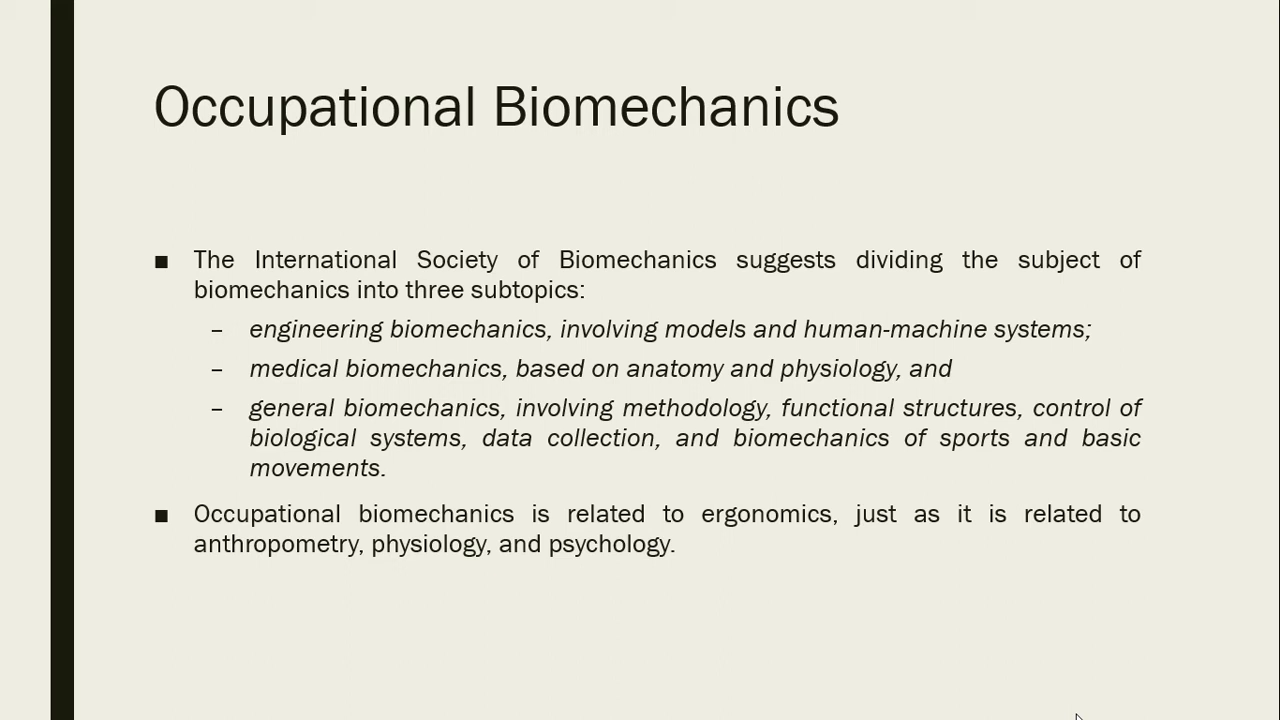 Occupational Biomechanics
■ The International Society of Biomechanics suggests dividing the subject of
biomechanics into three subtopics:
– engineering biomechanics, involving models and human-machine systems;
– medical biomechanics, based on anatomy and physiology, and
– general biomechanics, involving methodology, functional structures, control of
biological systems, data collection, and biomechanics of sports and basic
movements.
■ Occupational biomechanics is related to ergonomics, just as it is related to
anthropometry, physiology, and psychology.